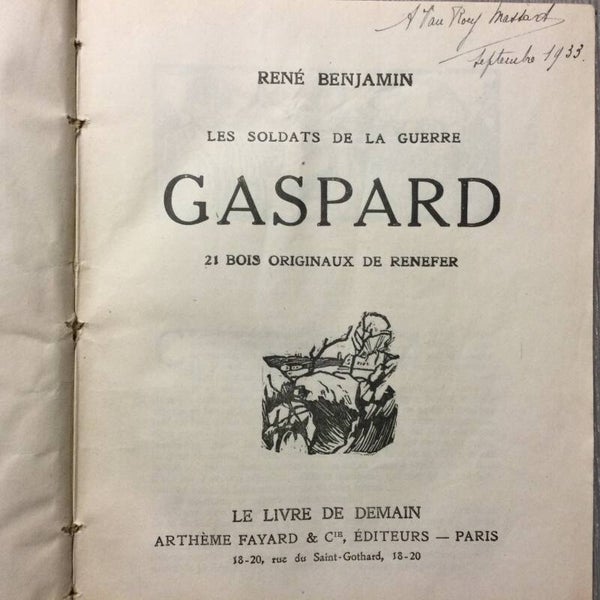 Septembre 1933.
RENÉ BENJAMIN
LES SOLDATS DE LA GUERRE
GASPARD
21 BOIS ORIGINAUX DE RENEFER
LE LIVRE DE DEMAIN
ARTHÈME FAYARD & CIE, ÉDITEURS — PARIS
18-20, rue du Saint-Gothard, 18-20